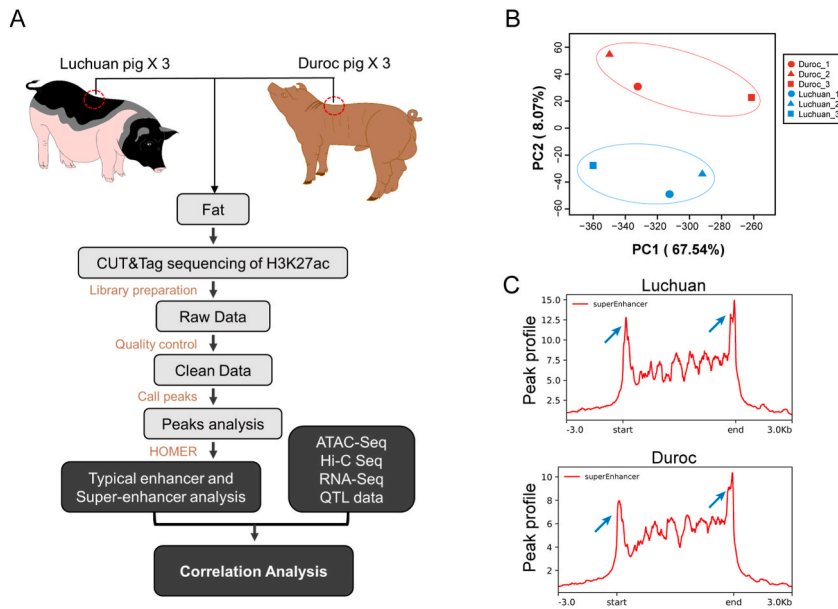 A
Luchuan pig X 3
Duroc pig X 3
Fat
CUT&Tag sequencing of H3K27ac
Library preparation
Raw Data
Quality control
Clean Data
Call peaks
Peaks analysis
HOMER
Typical enhancer and
Super-enhancer analysis
ATAC-Seq
Hi-C Seq
RNA-Seq
QTL data
Correlation Analysis
B
PC2 ( 8.07%)
60
40
20
0
−20
−40
−60
−360
−340
−320
−300
−280
−260
PC1 ( 67.54%)
Duroc_1
Duroc_2
Duroc_3
Luchuan_1
Luchuan_2
Luchuan_3
C
Luchuan
Peak profile
15.0
12.5
10.0
7.5
5.0
2.5
superEnhancer
-3.0
start
end
3.0Kb
Duroc
Peak profile
10
8
6
4
2
superEnhancer
-3.0
start
end
3.0Kb